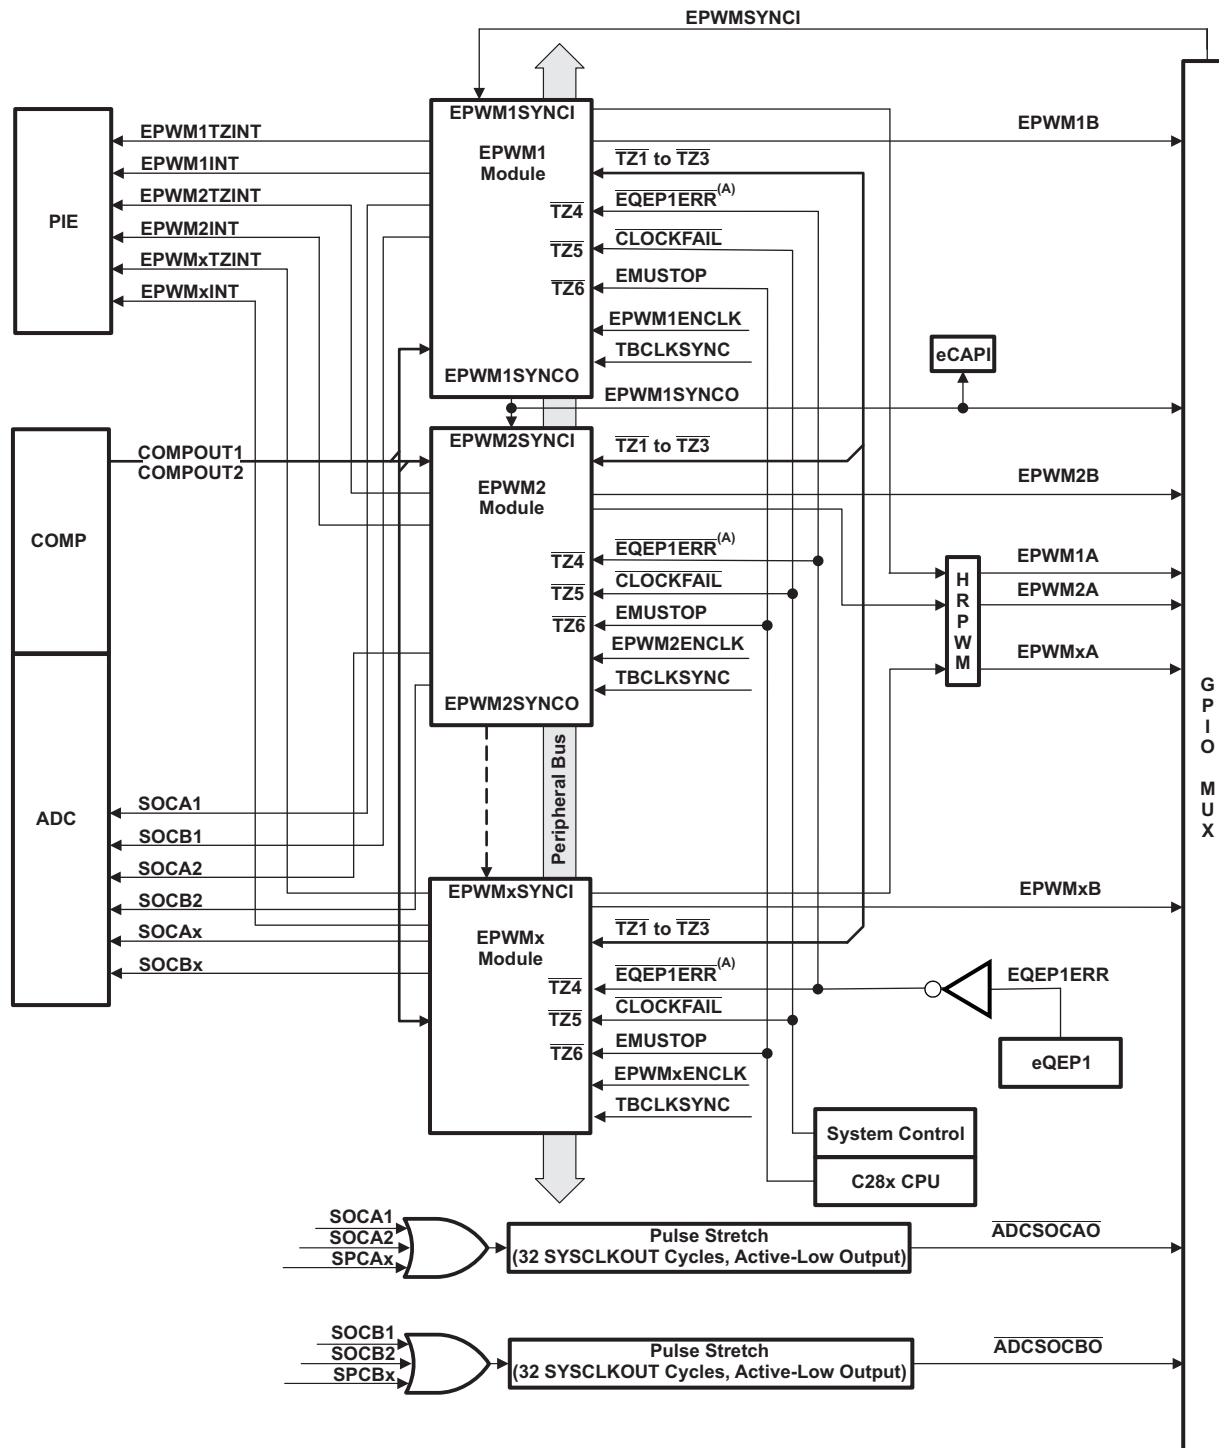 EPWMSYNCI
EPWM1SYNCI
EPWM1
Module
TZ4
TZ5
TZ6
EPWM1SYNCO
EPWM1TZINT
EPWM1INT
EPWM2TZINT
EPWM2INT
EPWMxTZINT
EPWMxINT
PIE
EPWM1B
TZ1 to TZ3
EQEP1ERR(A)
CLOCKFAIL
EMUSTOP
EPWM1ENCLK
TBCLKSYNC
eCAPI
EPWM1SYNCO
COMPOUT1
COMPOUT2
COMP
EPWM2SYNCI
EPWM2
Module
TZ4
TZ5
TZ6
EPWM2SYNCO
TZ1 to TZ3
EPWM2B
EQEP1ERR(A)
CLOCKFAIL
EMUSTOP
EPWM2ENCLK
TBCLKSYNC
HRPWM
EPWM1A
EPWM2A
EPWMxA
GPIO MUX
Peripheral Bus
ADC
SOCA1
SOCB1
SOCA2
SOCB2
SOCAx
SOCBx
EPWMxSYNCI
EPWMx
Module
TZ4
TZ5
TZ6
EPWMxB
TZ1 to TZ3
EQEP1ERR(A)
CLOCKFAIL
EMUSTOP
EPWMxENCLK
TBCLKSYNC
EQEP1ERR
eQEP1
System Control
C28x CPU
SOCA1
SOCA2
SPCAx
Pulse Stretch
(32 SYSCLKOUT Cycles, Active-Low Output)
ADCSOCAO
SOCB1
SOCB2
SPCBx
Pulse Stretch
(32 SYSCLKOUT Cycles, Active-Low Output)
ADCSOCBO